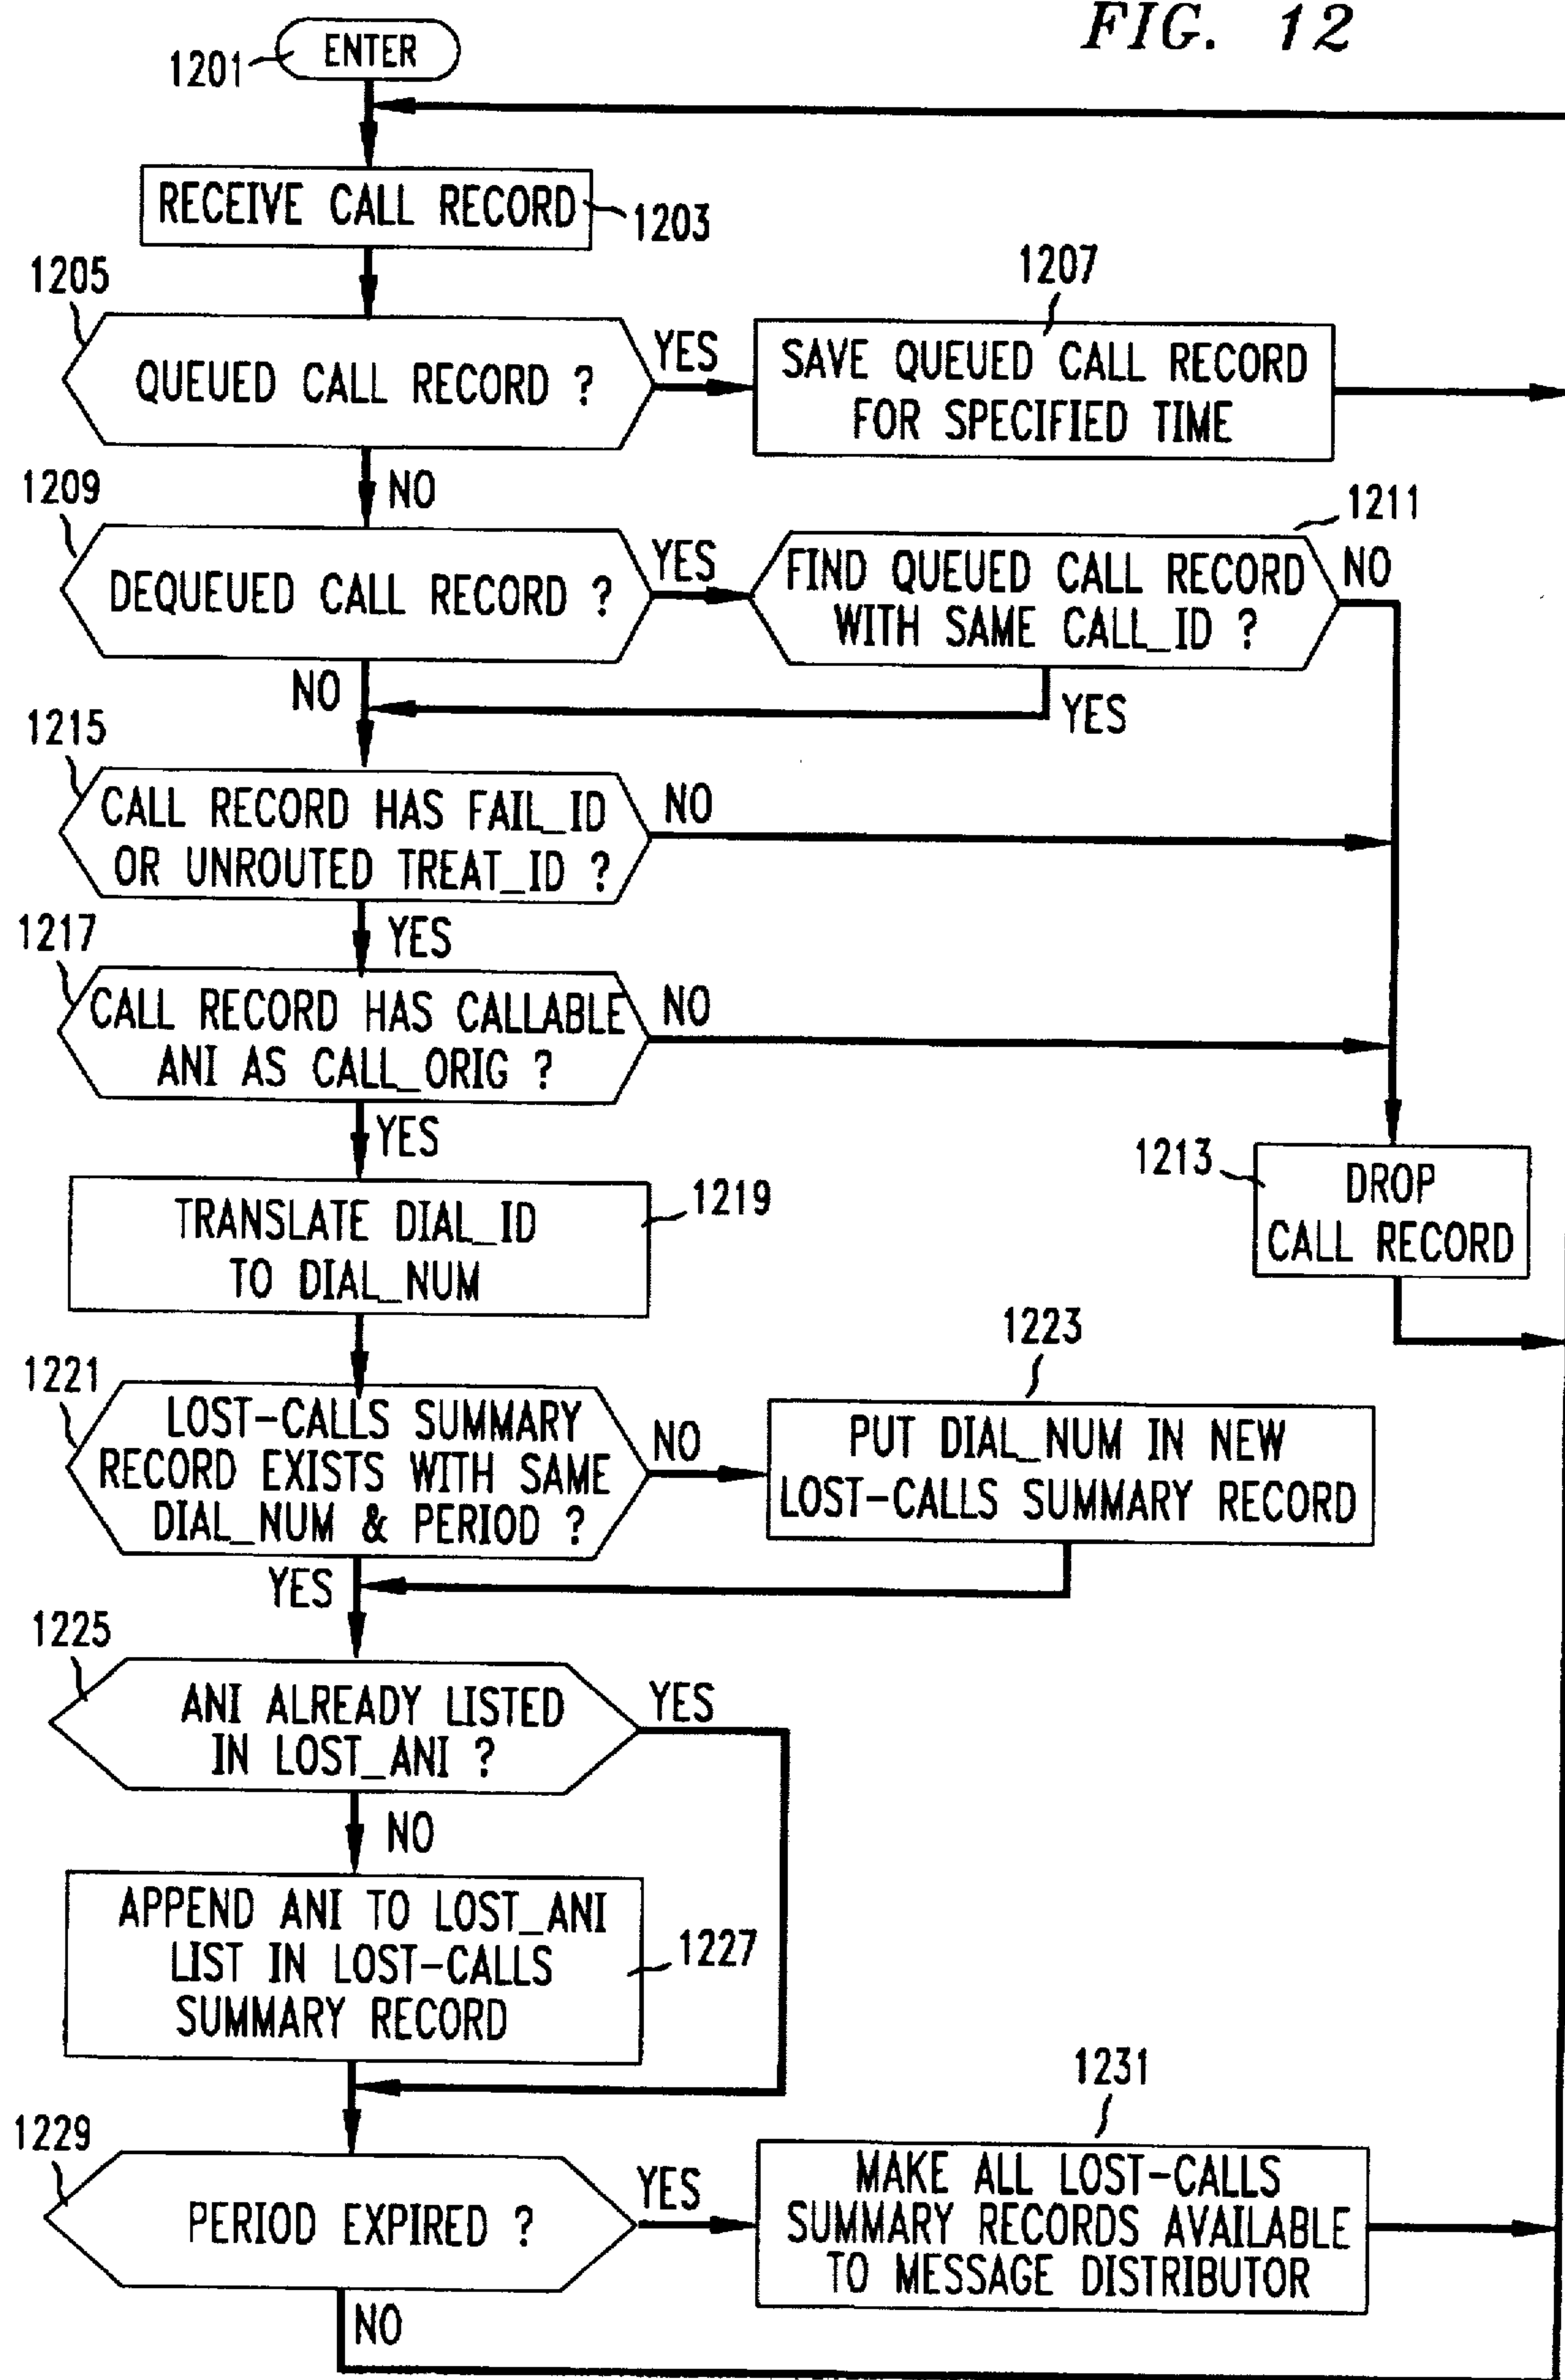 FIG. 12
ENTER
1201
RECEIVE CALL RECORD
1203
1205
QUEUED CALL RECORD ?
YES
1207
SAVE QUEUED CALL RECORD
FOR SPECIFIED TIME
NO
1209
DEQUEUED CALL RECORD ?
YES
1211
FIND QUEUED CALL RECORD
WITH SAME CALL_ID ?
NO
NO
YES
1215
CALL RECORD HAS FAIL_ID
OR UNROUTED TREAT_ID ?
NO
YES
1217
CALL RECORD HAS CALLABLE
ANI AS CALL_ORIG ?
NO
YES
1213
DROP
CALL RECORD
TRANSLATE DIAL_ID
TO DIAL_NUM
1219
1221
LOST-CALLS SUMMARY
RECORD EXISTS WITH SAME
DIAL_NUM & PERIOD ?
NO
1223
PUT DIAL_NUM IN NEW
LOST-CALLS SUMMARY RECORD
YES
1225
ANI ALREADY LISTED
IN LOST_ANI ?
YES
NO
APPEND ANI TO LOST_ANI
LIST IN LOST-CALLS
SUMMARY RECORD
1227
1229
PERIOD EXPIRED ?
YES
1231
MAKE ALL LOST-CALLS
SUMMARY RECORDS AVAILABLE
TO MESSAGE DISTRIBUTOR
NO